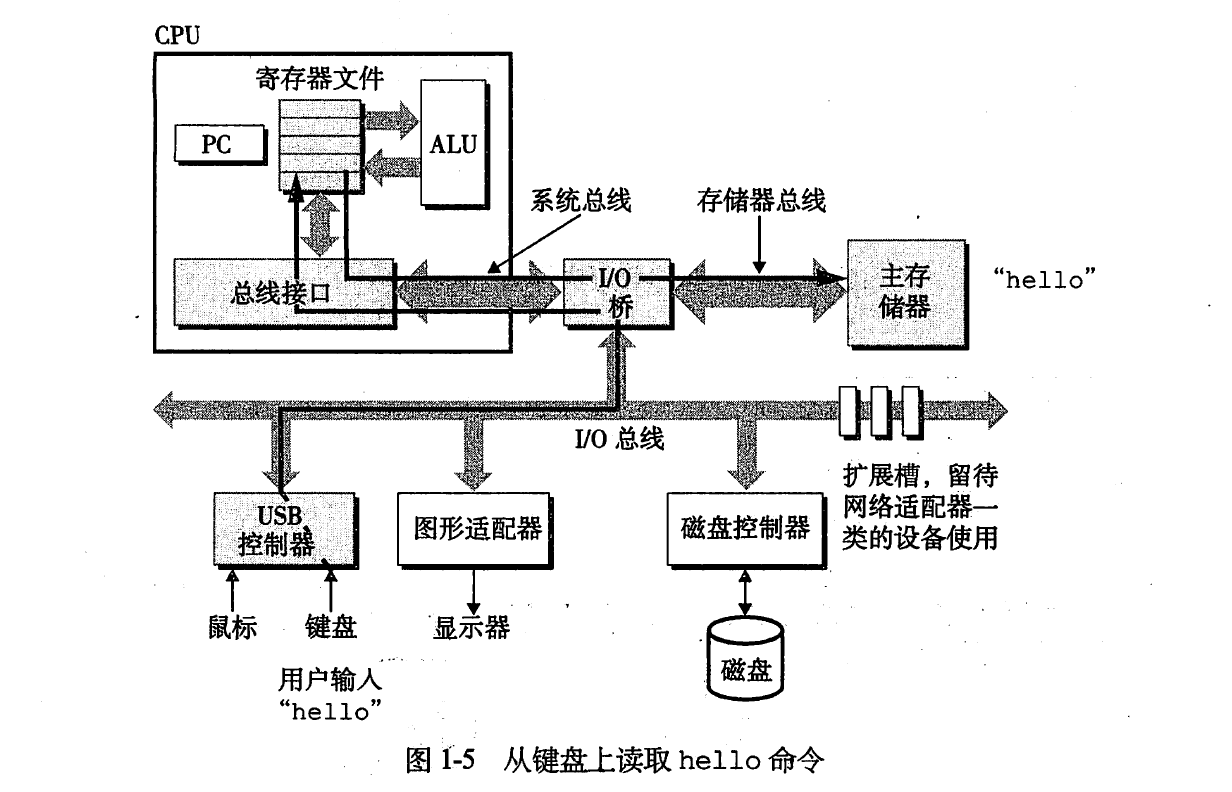 CPU
寄存器文件
PC
ALU
系统总线
存储器总线
总线接口
I/O
桥
主存
储器
“hello”
I/O 总线
扩展槽，留待
网络适配器一
类的设备使用
USB
控制器
图形适配器
磁盘控制器
鼠标
键盘
显示器
磁盘
用户输入
“hello”
图 1-5 从键盘上读取 hello 命令